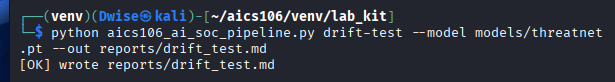 ┌──(venv)(Dwise㉿kali)-[~/aics106/venv/lab_kit]
└─$ python aics106_ai_soc_pipeline.py drift-test --model models/threatnet
.pt --out reports/drift_test.md
[OK] wrote reports/drift_test.md